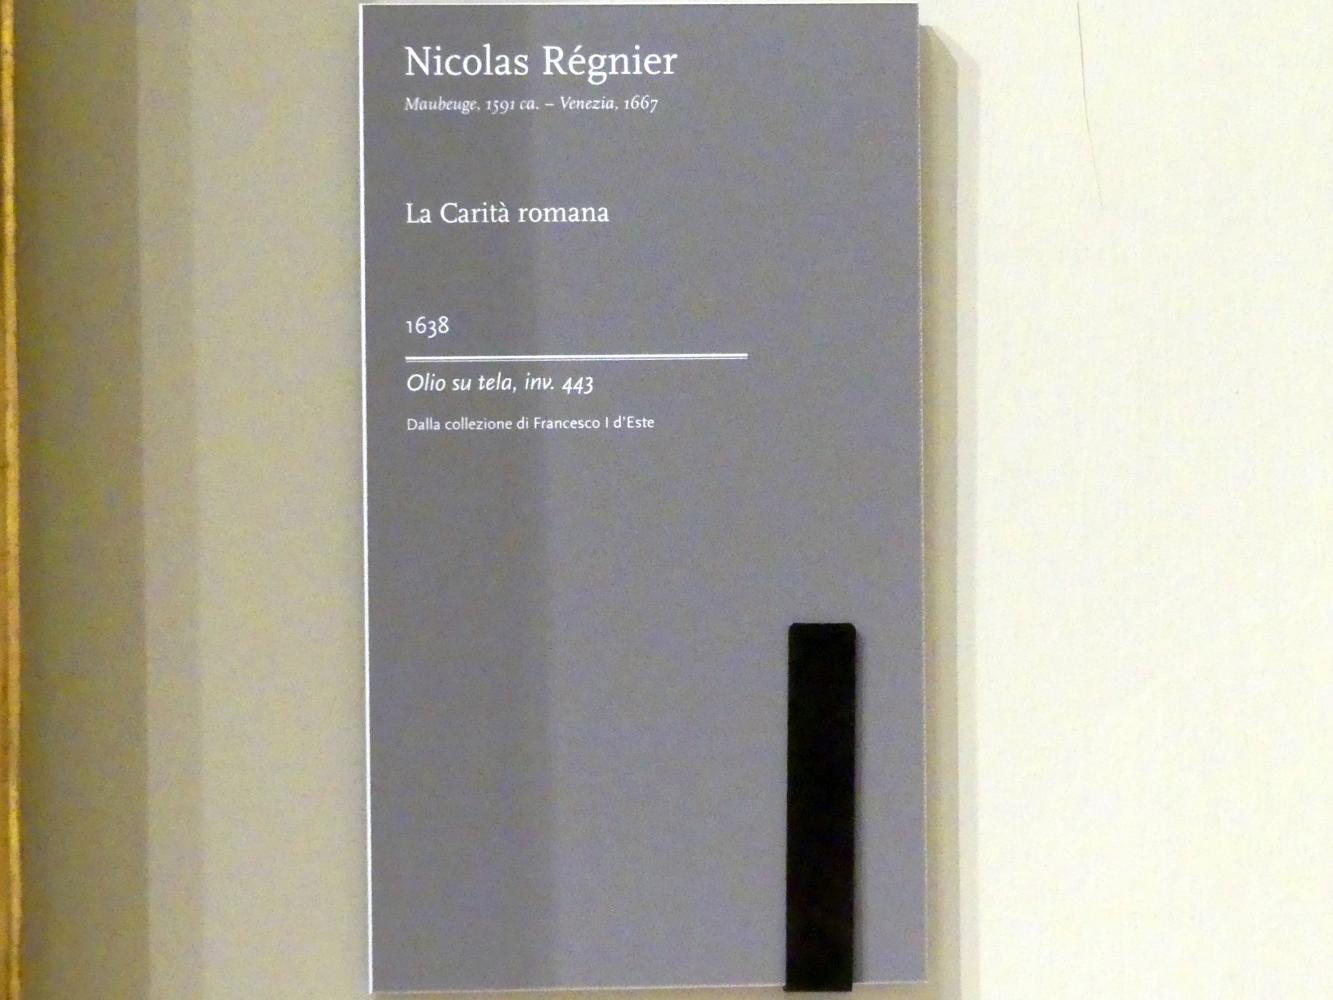 Nicolas Régnier
Maubeuge, 1591 ca. – Venezia, 1667
La Carità romana
1638
Olio su tela, inv. 443
Dalla collezione di Francesco I d'Este